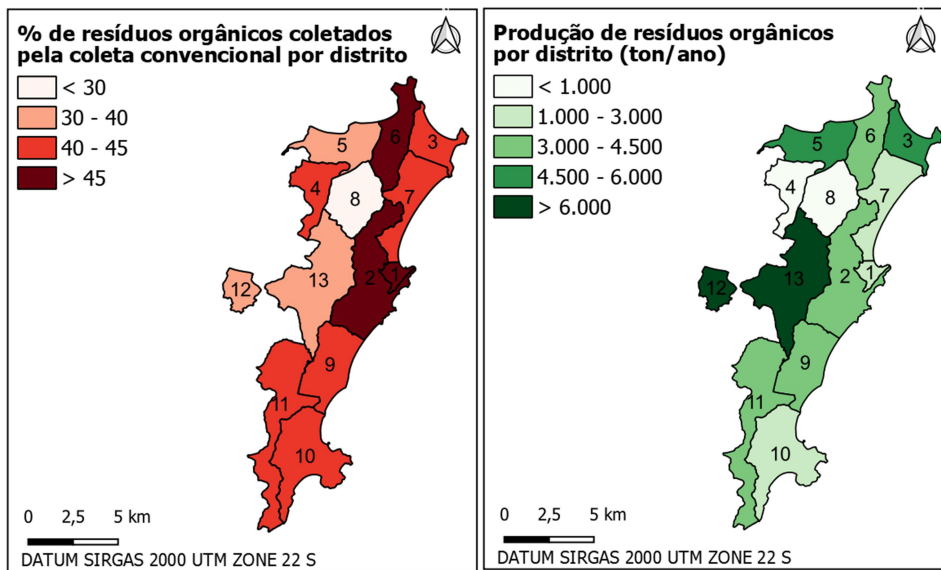 % de resíduos orgânicos coletados
pela coleta convencional por distrito
< 30
30 - 40
40 - 45
> 45
5
6
3
4
8
7
2
1
12
13
9
11
10
0 2,5 5 km
DATUM SIRGAS 2000 UTM ZONE 22 S
Produção de resíduos orgânicos
por distrito (ton/ano)
< 1.000
1.000 - 3.000
3.000 - 4.500
4.500 - 6.000
> 6.000
5
6
3
4
8
7
2
1
12
13
9
11
10
0 2,5 5 km
DATUM SIRGAS 2000 UTM ZONE 22 S